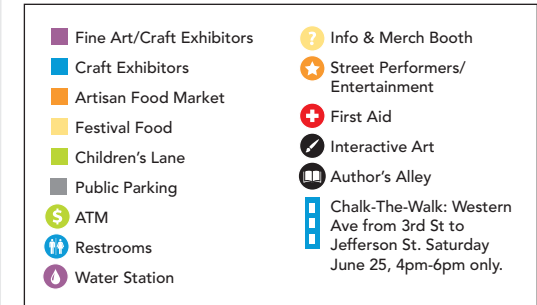 Fine Art/Craft Exhibitors
Craft Exhibitors
Artisan Food Market
Festival Food
Children's Lane
Public Parking
$ ATM
Restrooms
Water Station
? Info & Merch Booth
Street Performers/
Entertainment
First Aid
Interactive Art
Author's Alley
Chalk-The-Walk: Western
Ave from 3rd St to
Jefferson St. Saturday
June 25, 4pm-6pm only.